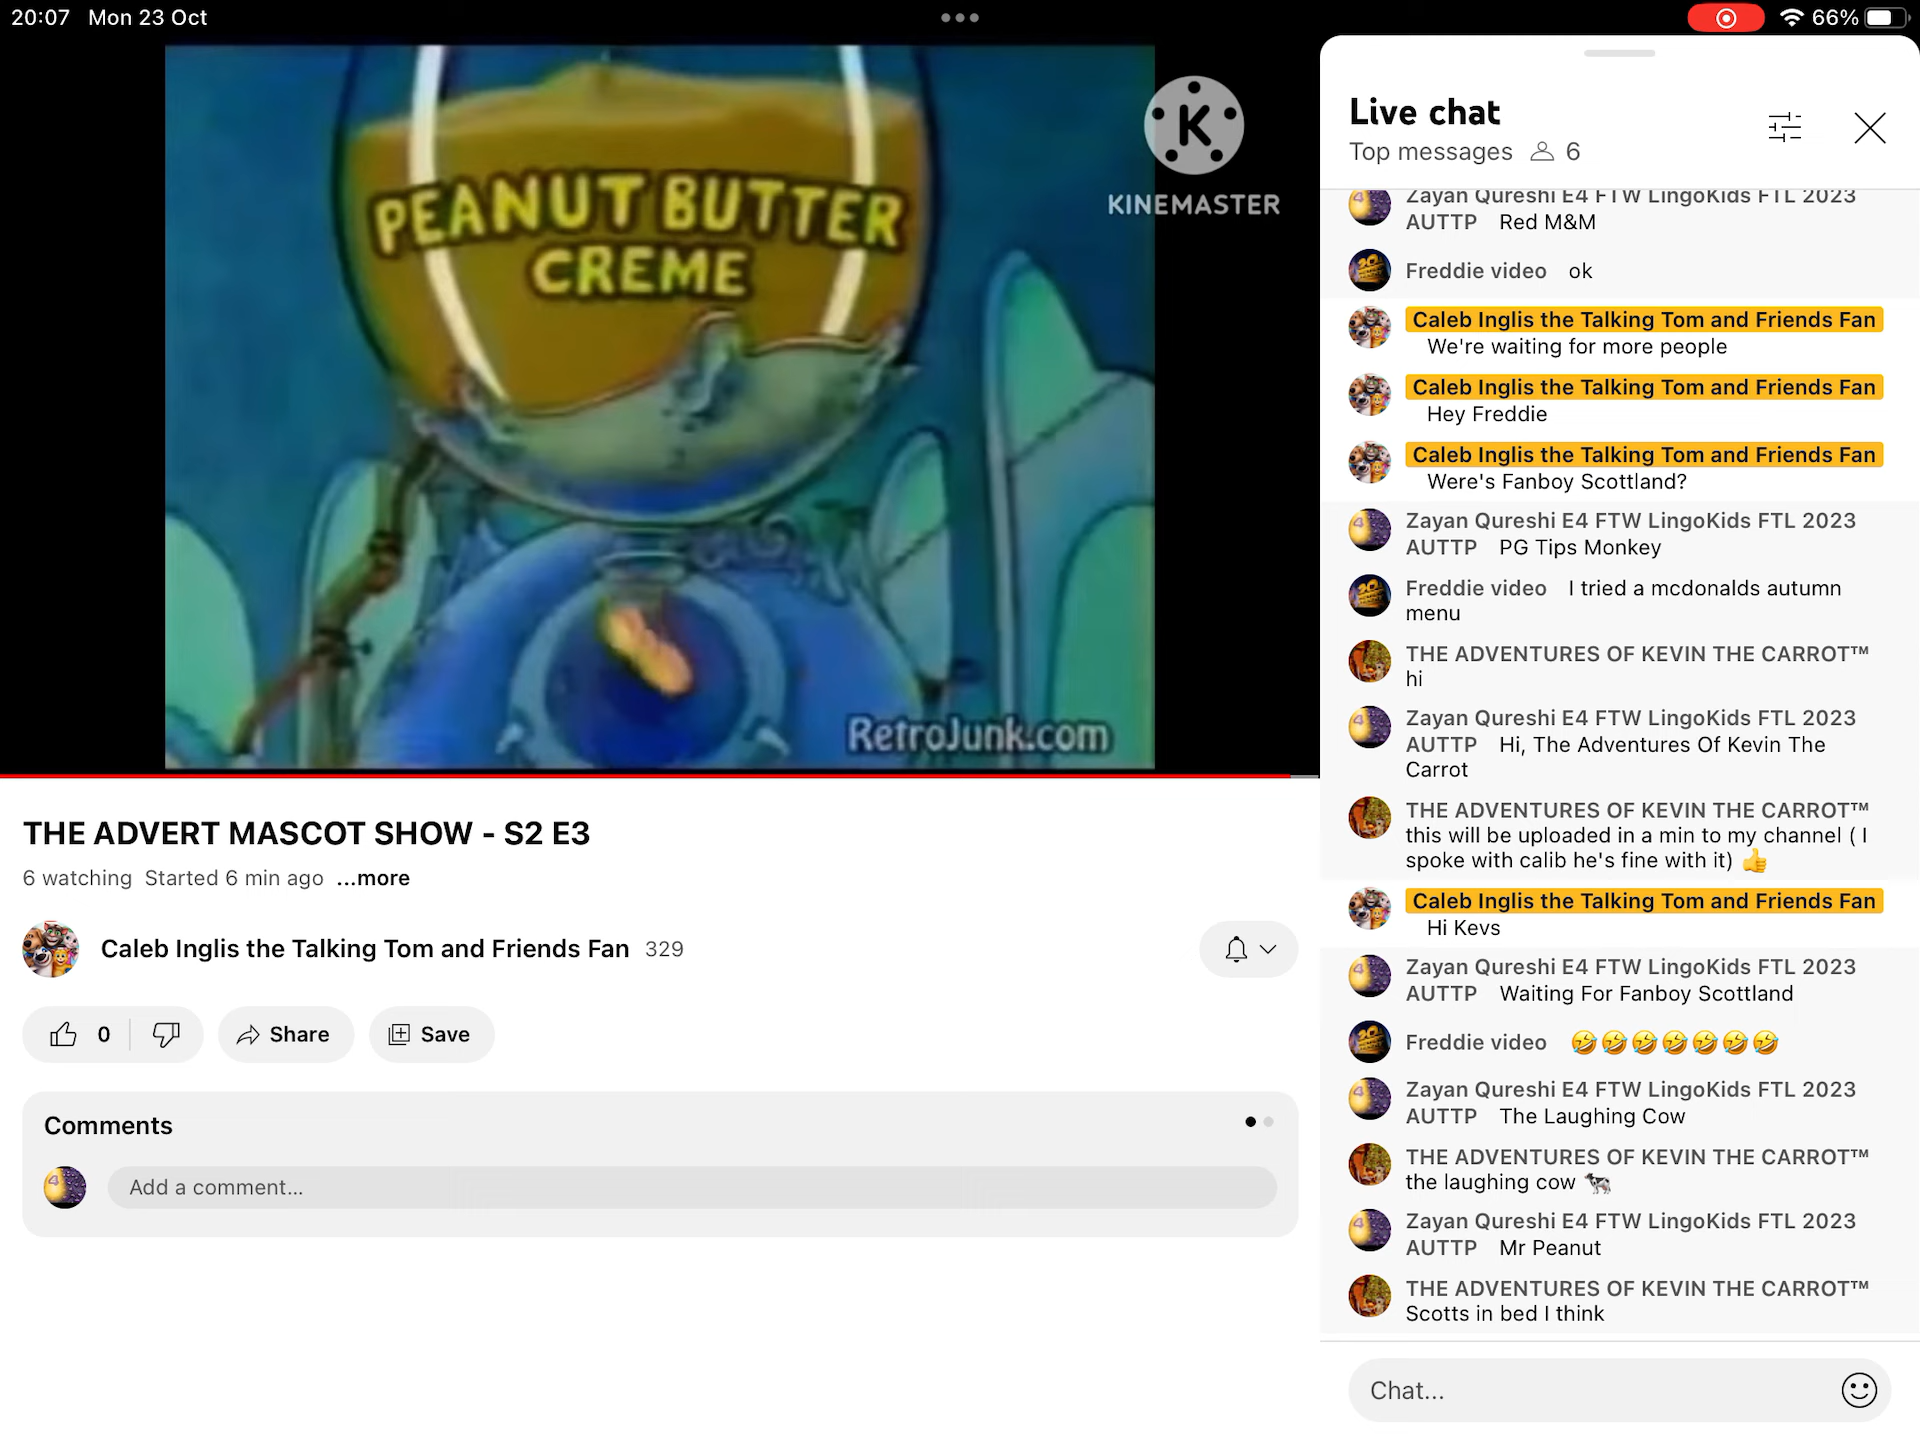 20:07 Mon 23 Oct
66%
PEANUT BUTTER
CREME
K
KINEMASTER
RetroJunk.com
THE ADVERT MASCOT SHOW - S2 E3
6 watching Started 6 min ago ...more
Caleb Inglis the Talking Tom and Friends Fan 329
0
Share
Save
Comments
Add a comment...
Live chat
Top messages 6
Zayan Qureshi E4 FTW LingoKids FTL 2023
AUTTP Red M&M
Freddie video ok
Caleb Inglis the Talking Tom and Friends Fan
We're waiting for more people
Caleb Inglis the Talking Tom and Friends Fan
Hey Freddie
Caleb Inglis the Talking Tom and Friends Fan
Were's Fanboy Scottland?
Zayan Qureshi E4 FTW LingoKids FTL 2023
AUTTP PG Tips Monkey
Freddie video I tried a mcdonalds autumn
menu
THE ADVENTURES OF KEVIN THE CARROT™
hi
Zayan Qureshi E4 FTW LingoKids FTL 2023
AUTTP Hi, The Adventures Of Kevin The
Carrot
THE ADVENTURES OF KEVIN THE CARROT™
this will be uploaded in a min to my channel ( I
spoke with calib he's fine with it) 👍
Caleb Inglis the Talking Tom and Friends Fan
Hi Kevs
Zayan Qureshi E4 FTW LingoKids FTL 2023
AUTTP Waiting For Fanboy Scottland
Freddie video 🤣🤣🤣🤣🤣🤣🤣
Zayan Qureshi E4 FTW LingoKids FTL 2023
AUTTP The Laughing Cow
THE ADVENTURES OF KEVIN THE CARROT™
the laughing cow 🐄
Zayan Qureshi E4 FTW LingoKids FTL 2023
AUTTP Mr Peanut
THE ADVENTURES OF KEVIN THE CARROT™
Scotts in bed I think
Chat...